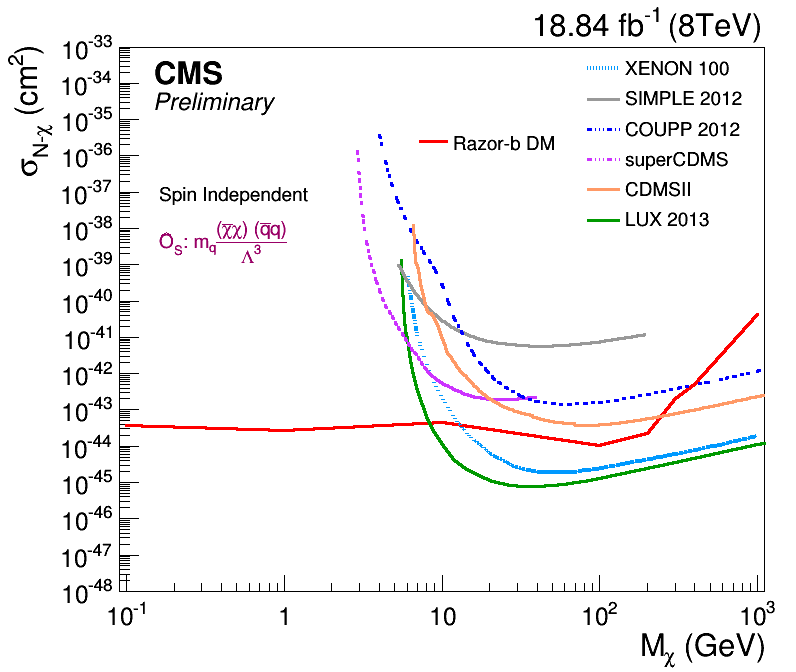 18.84 fb⁻¹ (8TeV)
CMS
Preliminary
Spin Independent
Ô_S: m_q (χ̄χ) (q̄q) / Λ³
Razor-b DM
XENON 100
SIMPLE 2012
COUPP 2012
superCDMS
CDMSII
LUX 2013
σ_N-χ (cm²)
10⁻³³
10⁻³⁴
10⁻³⁵
10⁻³⁶
10⁻³⁷
10⁻³⁸
10⁻³⁹
10⁻⁴⁰
10⁻⁴¹
10⁻⁴²
10⁻⁴³
10⁻⁴⁴
10⁻⁴⁵
10⁻⁴⁶
10⁻⁴⁷
10⁻⁴⁸
10⁻¹ 1 10 10² 10³
M_χ (GeV)